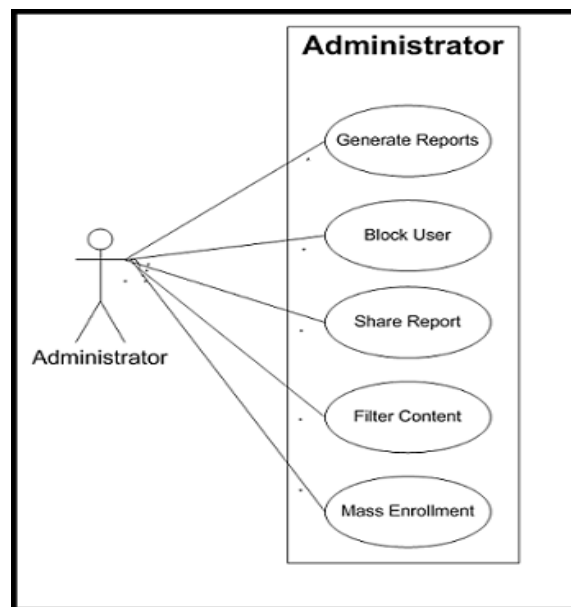 Administrator
Generate Reports
Block User
Share Report
Administrator
Filter Content
Mass Enrollment